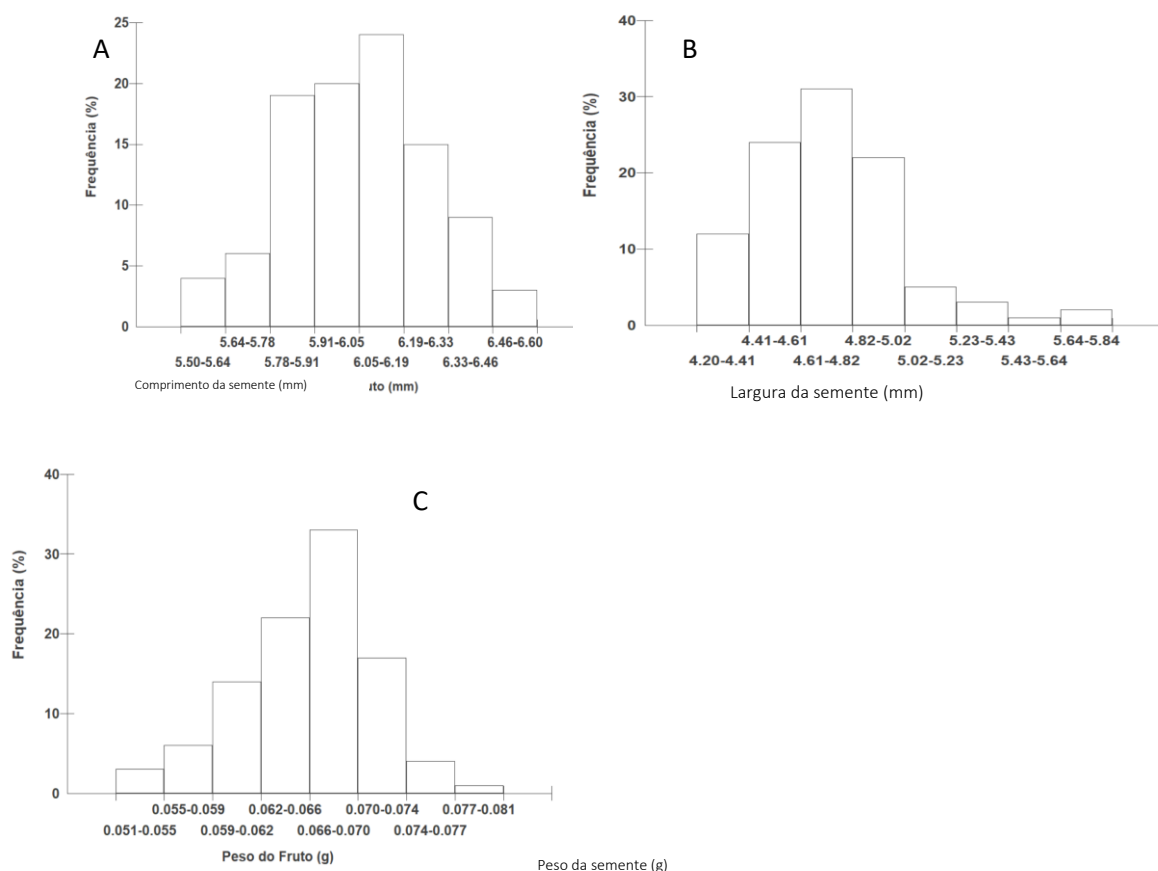 A
Frequência (%)
25
20
15
10
5
0
5.64-5.78 5.91-6.05 6.19-6.33 6.46-6.60
5.50-5.64 5.78-5.91 6.05-6.19 6.33-6.46
Comprimento da semente (mm)
(mm)
B
Frequência (%)
40
30
20
10
0
4.41-4.61 4.82-5.02 5.23-5.43 5.64-5.84
4.20-4.41 4.61-4.82 5.02-5.23 5.43-5.64
Largura da semente (mm)
C
Frequência (%)
40
30
20
10
0
0.055-0.059 0.062-0.066 0.070-0.074 0.077-0.081
0.051-0.055 0.059-0.062 0.066-0.070 0.074-0.077
Peso do Fruto (g)
Peso da semente (g)